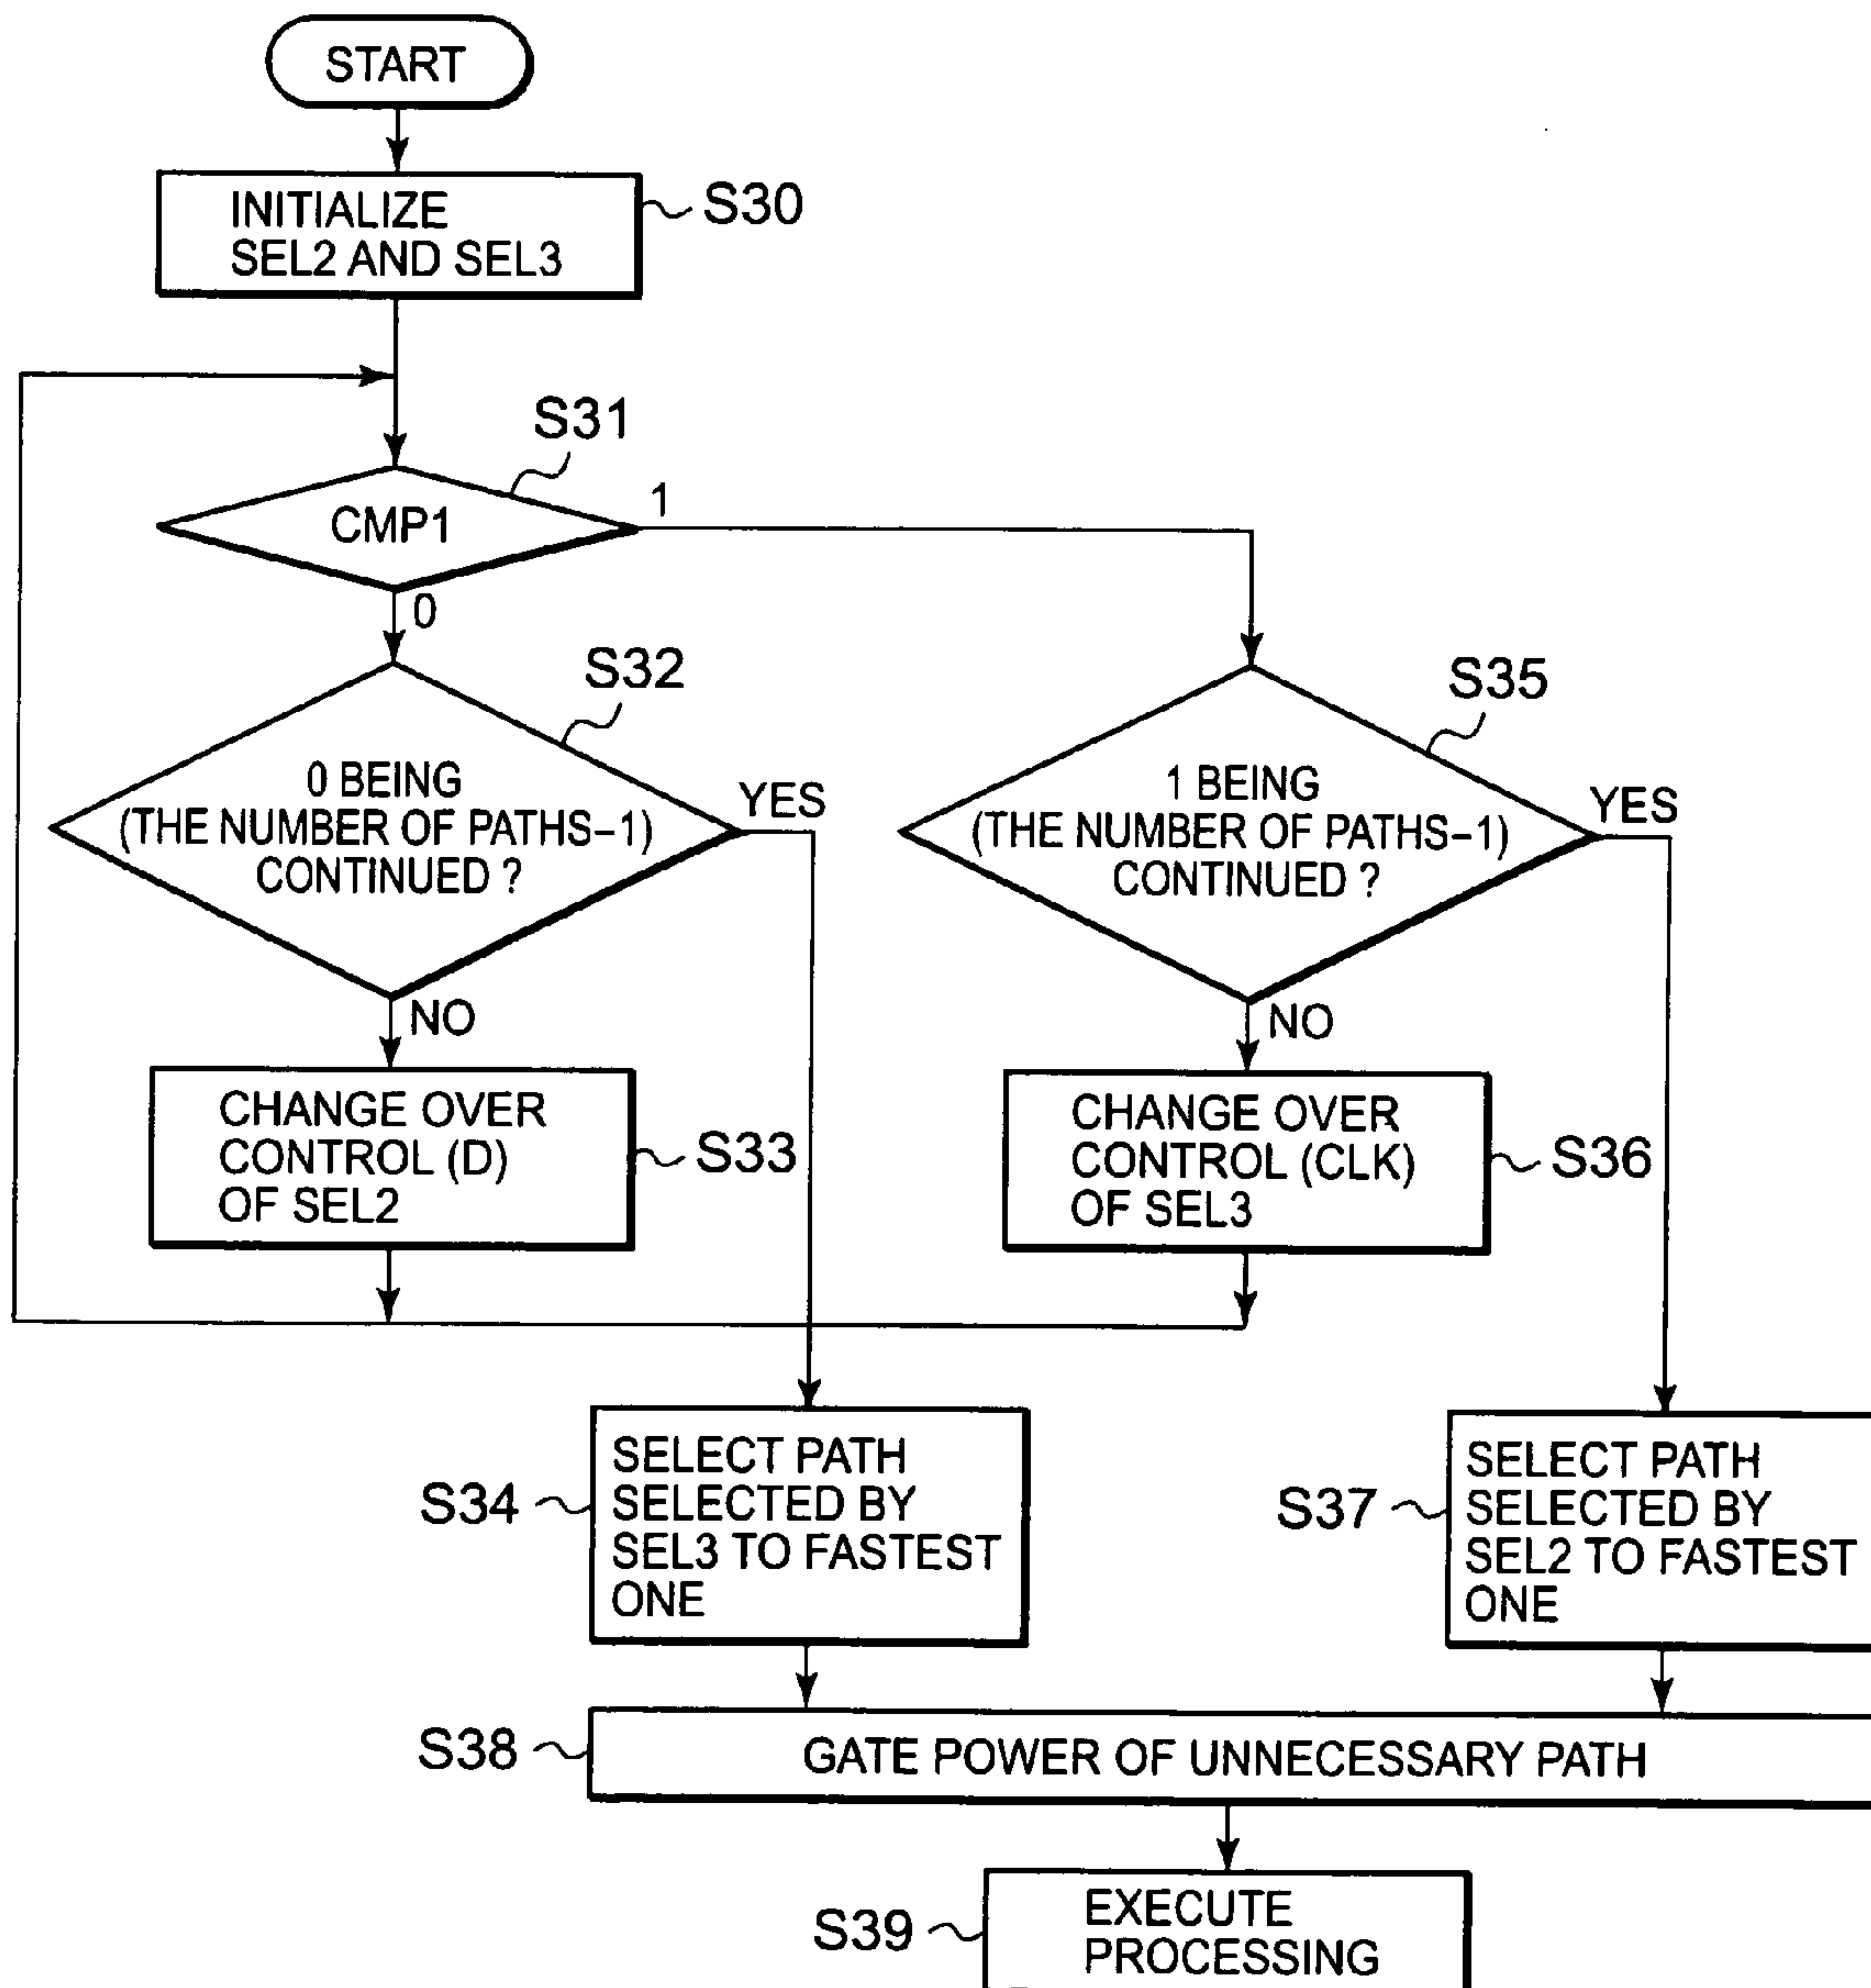 START
INITIALIZE
SEL2 AND SEL3
S30
S31
CMP1
1
0
S32
0 BEING
(THE NUMBER OF PATHS-1)
CONTINUED ?
YES
NO
S35
1 BEING
(THE NUMBER OF PATHS-1)
CONTINUED ?
YES
NO
CHANGE OVER
CONTROL (D)
OF SEL2
S33
CHANGE OVER
CONTROL (CLK)
OF SEL3
S36
S34
SELECT PATH
SELECTED BY
SEL3 TO FASTEST
ONE
S37
SELECT PATH
SELECTED BY
SEL2 TO FASTEST
ONE
S38
GATE POWER OF UNNECESSARY PATH
S39
EXECUTE
PROCESSING